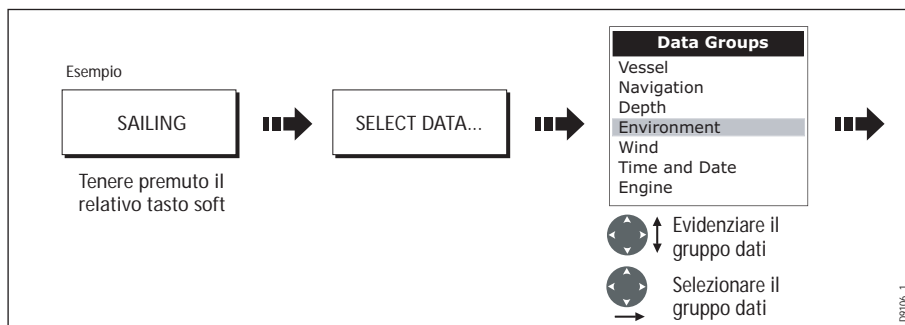 Esempio
SAILING
Tenere premuto il
relativo tasto soft
SELECT DATA...
Data Groups
Vessel
Navigation
Depth
Environment
Wind
Time and Date
Engine
Evidenziare il
gruppo dati
Selezionare il
gruppo dati
D9106_1